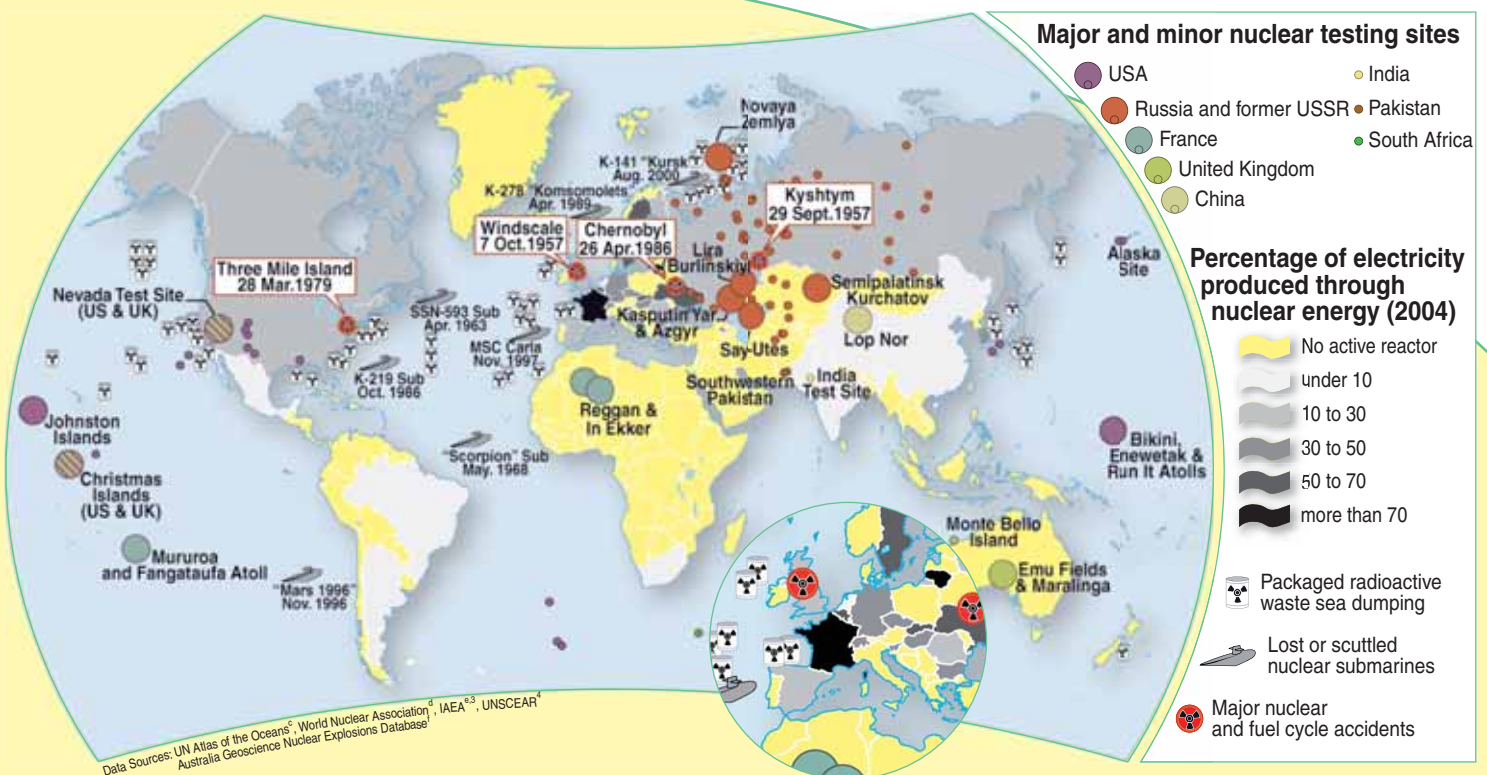 Major and minor nuclear testing sites
USA
Russia and former USSR
France
United Kingdom
China
India
Pakistan
South Africa
Percentage of electricity
produced through
nuclear energy (2004)
No active reactor
under 10
10 to 30
30 to 50
50 to 70
more than 70
Packaged radioactive
waste sea dumping
Lost or scuttled
nuclear submarines
Major nuclear
and fuel cycle accidents
Novaya
Zemlya
K-141 "Kursk"
Aug. 2000
K-278 "Komsomolets"
Apr. 1989
Kyshtym
29 Sept.1957
Windscale
7 Oct.1957
Chernobyl
26 Apr.1986
Lira
Burlinskiy
Three Mile Island
28 Mar.1979
Nevada Test Site
(US & UK)
SSN-593 Sub
Apr. 1963
Semipalatinsk
Kurchatov
Alaska
Site
Kasputin Yar
& Azgyr
MSC Carla
Nov. 1997
Say-Utes
Lop Nor
K-219 Sub
Oct. 1986
Southwestern
Pakistan
India
Test Site
Johnston
Islands
Reggan &
In Ekker
"Scorpion" Sub
May. 1968
Bikini,
Enewetak &
Run It Atolls
Christmas
Islands
(US & UK)
Mururoa
and Fangataufa Atoll
Monte Bello
Island
Emu Fields
& Maralinga
"Mars 1996"
Nov. 1996
Data Sources: UN Atlas of the Oceansᶜ, World Nuclear Associationᵈ, IAEAᵉ,³, UNSCEAR⁴
Australia Geoscience Nuclear Explosions Databaseᶠ